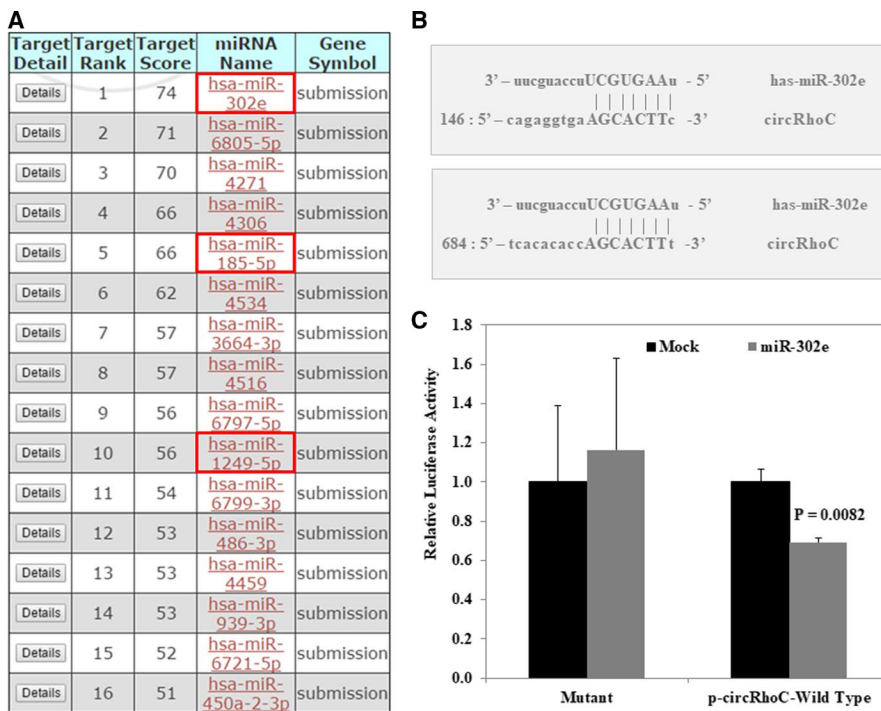 A
Target Detail Target Rank Target Score miRNA Name Gene Symbol
Details 1 74 hsa-miR-302e submission
Details 2 71 hsa-miR-6805-5p submission
Details 3 70 hsa-miR-4271 submission
Details 4 66 hsa-miR-4306 submission
Details 5 66 hsa-miR-185-5p submission
Details 6 62 hsa-miR-4534 submission
Details 7 57 hsa-miR-3664-3p submission
Details 8 57 hsa-miR-4516 submission
Details 9 56 hsa-miR-6797-5p submission
Details 10 56 hsa-miR-1249-5p submission
Details 11 54 hsa-miR-6799-3p submission
Details 12 53 hsa-miR-486-3p submission
Details 13 53 hsa-miR-4459 submission
Details 14 53 hsa-miR-939-3p submission
Details 15 52 hsa-miR-6721-5p submission
Details 16 51 hsa-miR-450a-2-3p submission
B
3’ – uucguaccuUCGUGAAu - 5’ has-miR-302e
146 : 5’ – cagaggtgaAGCACTTc -3’ circRhoC
3’ – uucguaccuUCGUGAAu - 5’ has-miR-302e
684 : 5’ – tcacacaccAGCACTTt -3’ circRhoC
C
Relative Luciferase Activity
1.8
1.6
1.4
1.2
1.0
0.8
0.6
0.4
0.2
0.0
Mock miR-302e
P = 0.0082
Mutant p-circRhoC-Wild Type